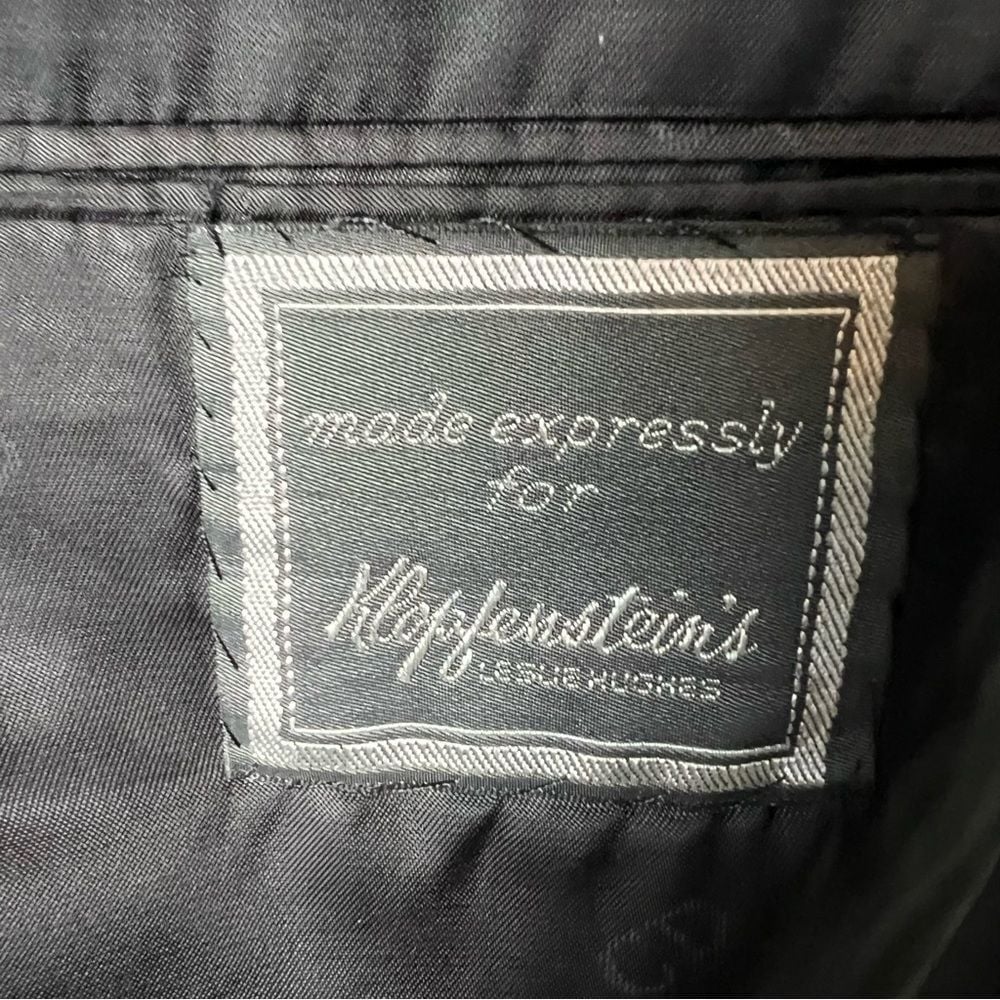 made expressly
for
Klopfenstein's
LESLIE HUGHES